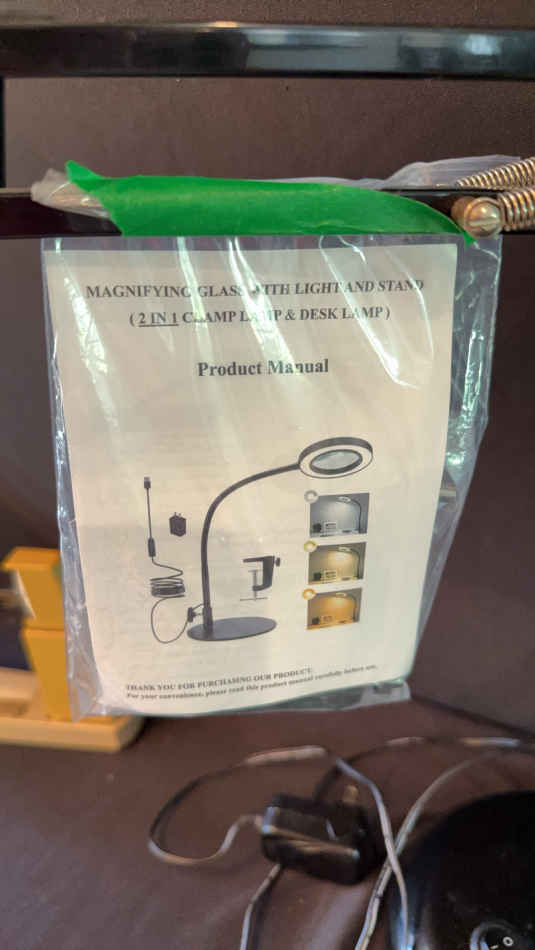 MAGNIFYING GLASS WITH LIGHT AND STAND
( 2 IN 1 CLAMP LAMP & DESK LAMP )
Product Manual
THANK YOU FOR PURCHASING OUR PRODUCT:
For your convenience, please read this product manual carefully before use.